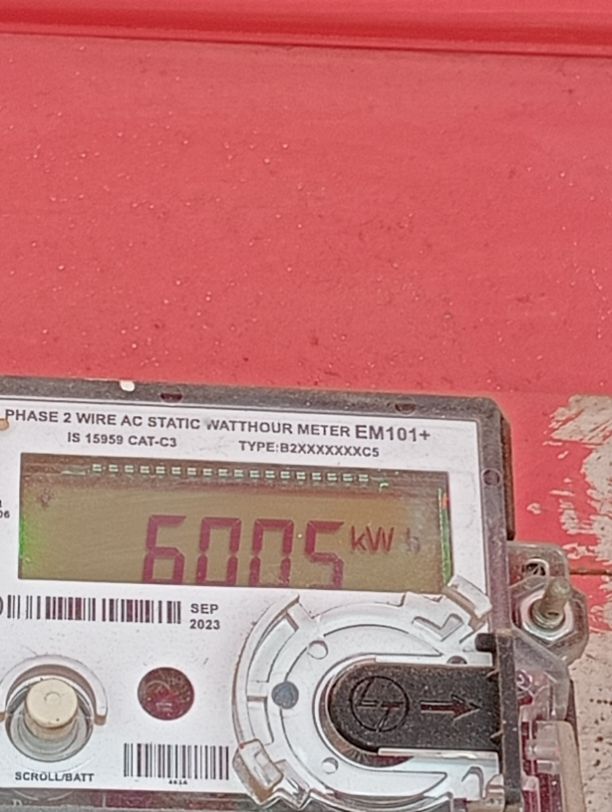 PHASE 2 WIRE AC STATIC WATTHOUR METER EM101+
IS 15959 CAT-C3 TYPE:B2XXXXXXXC5
6005 kWh
SEP
2023
LT
SCROLL/BATT